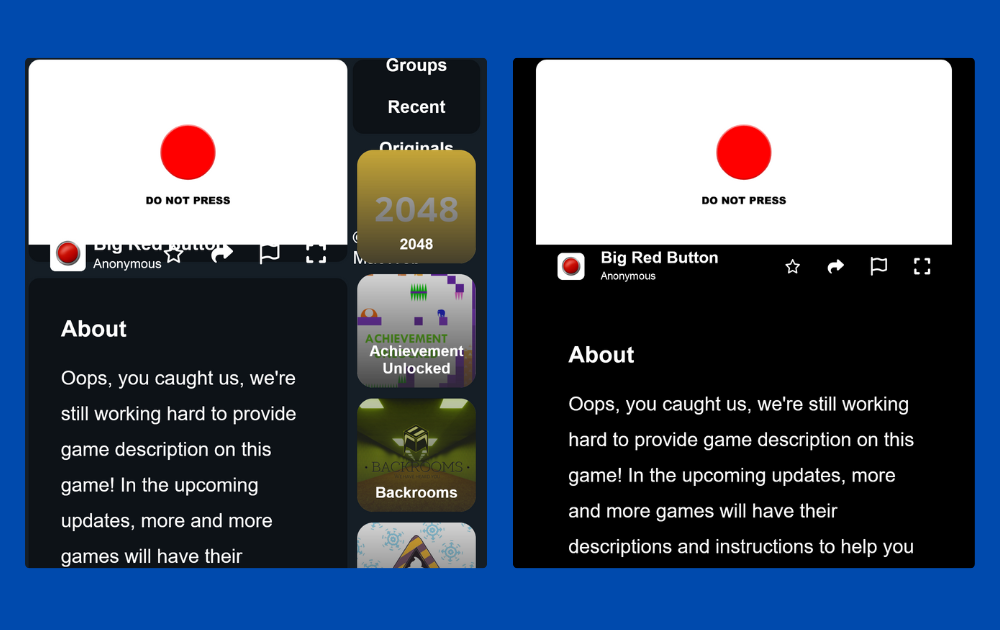 DO NOT PRESS
Big Red Button
Anonymous
About
Oops, you caught us, we're
still working hard to provide
game description on this
game! In the upcoming
updates, more and more
games will have their
Groups
Recent
Originals
2048
2048
ACHIEVEMENT
Achievement
Unlocked
BACKROOMS
Backrooms
DO NOT PRESS
Big Red Button
Anonymous
About
Oops, you caught us, we're still working
hard to provide game description on this
game! In the upcoming updates, more
and more games will have their
descriptions and instructions to help you